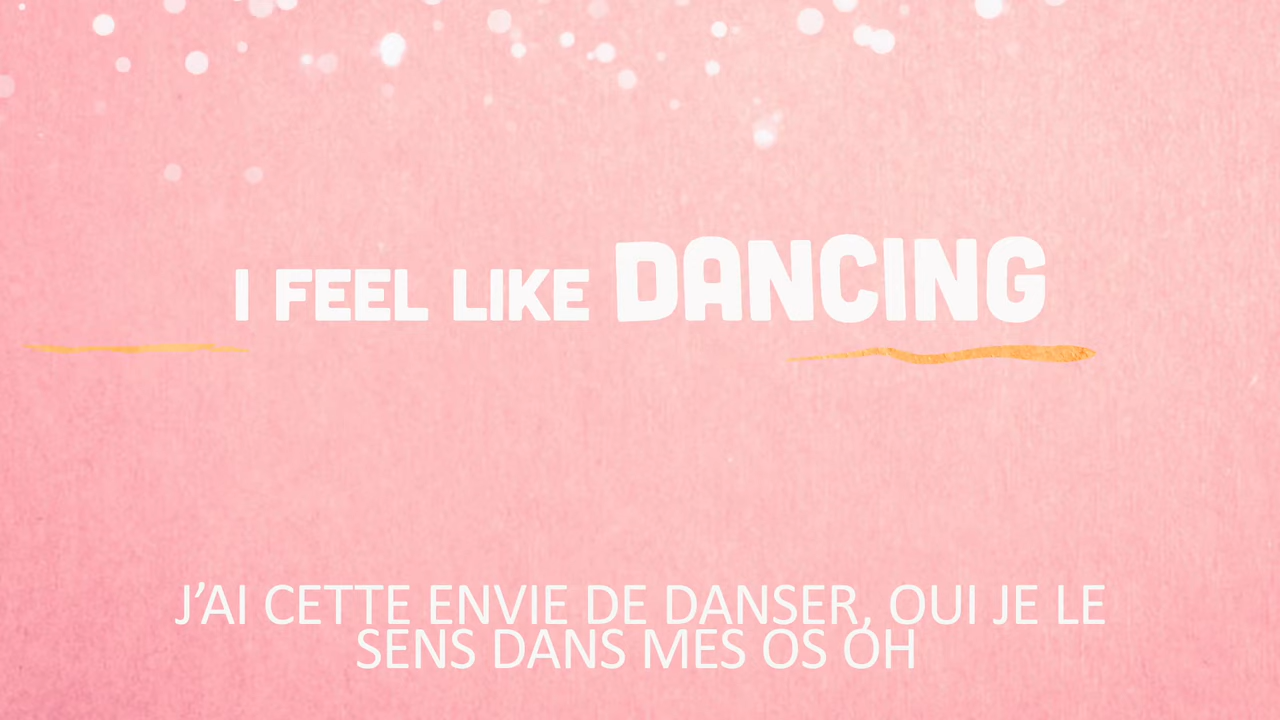 I FEEL LIKE DANCING
J’AI CETTE ENVIE DE DANSER, OUI JE LE
SENS DANS MES OS OH